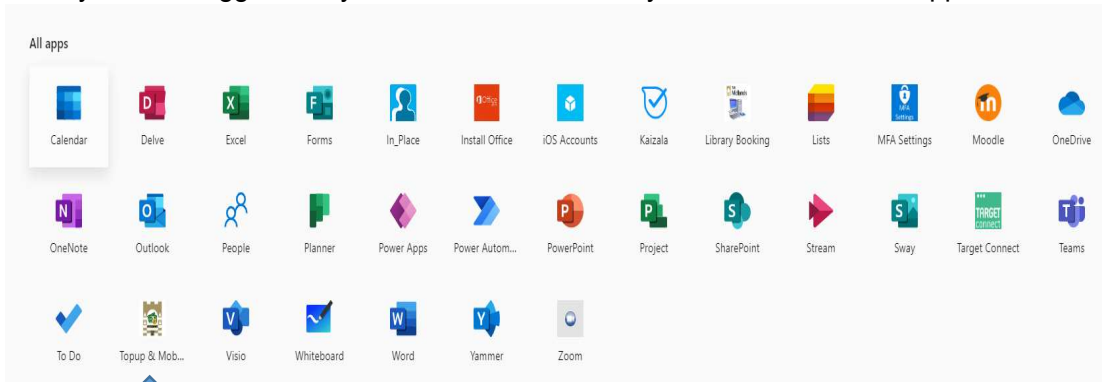 All apps
Calendar Delve Excel Forms In_Place Install Office iOS Accounts Kaizala Library Booking Lists MFA Settings Moodle OneDrive
OneNote Outlook People Planner Power Apps Power Autom... PowerPoint Project SharePoint Stream Sway Target Connect Teams
To Do Topup & Mob... Visio Whiteboard Word Yammer Zoom